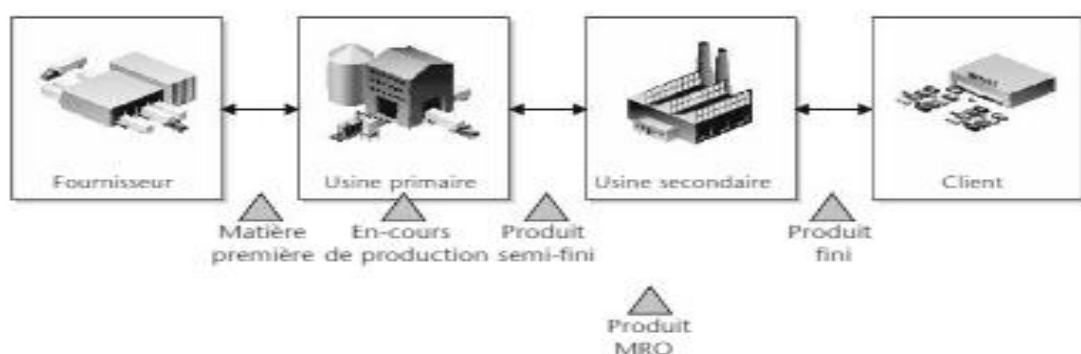 Fournisseur
Usine primaire
Usine secondaire
Client
Matière
première
En-cours
de production
Produit
semi-fini
Produit
fini
Produit
MRO